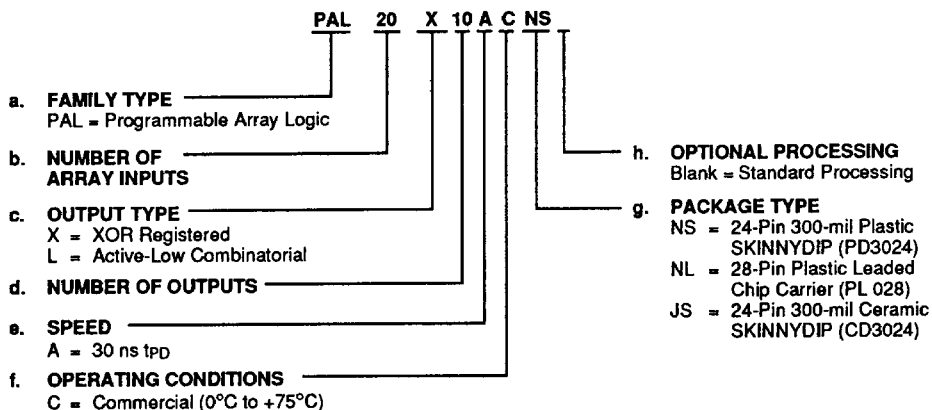 PAL 20 X 10 A C NS
a. FAMILY TYPE
PAL = Programmable Array Logic
b. NUMBER OF
ARRAY INPUTS
c. OUTPUT TYPE
X = XOR Registered
L = Active-Low Combinatorial
d. NUMBER OF OUTPUTS
e. SPEED
A = 30 ns tPD
f. OPERATING CONDITIONS
C = Commercial (0°C to +75°C)
h. OPTIONAL PROCESSING
Blank = Standard Processing
g. PACKAGE TYPE
NS = 24-Pin 300-mil Plastic
SKINNYDIP (PD3024)
NL = 28-Pin Plastic Leaded
Chip Carrier (PL 028)
JS = 24-Pin 300-mil Ceramic
SKINNYDIP (CD3024)